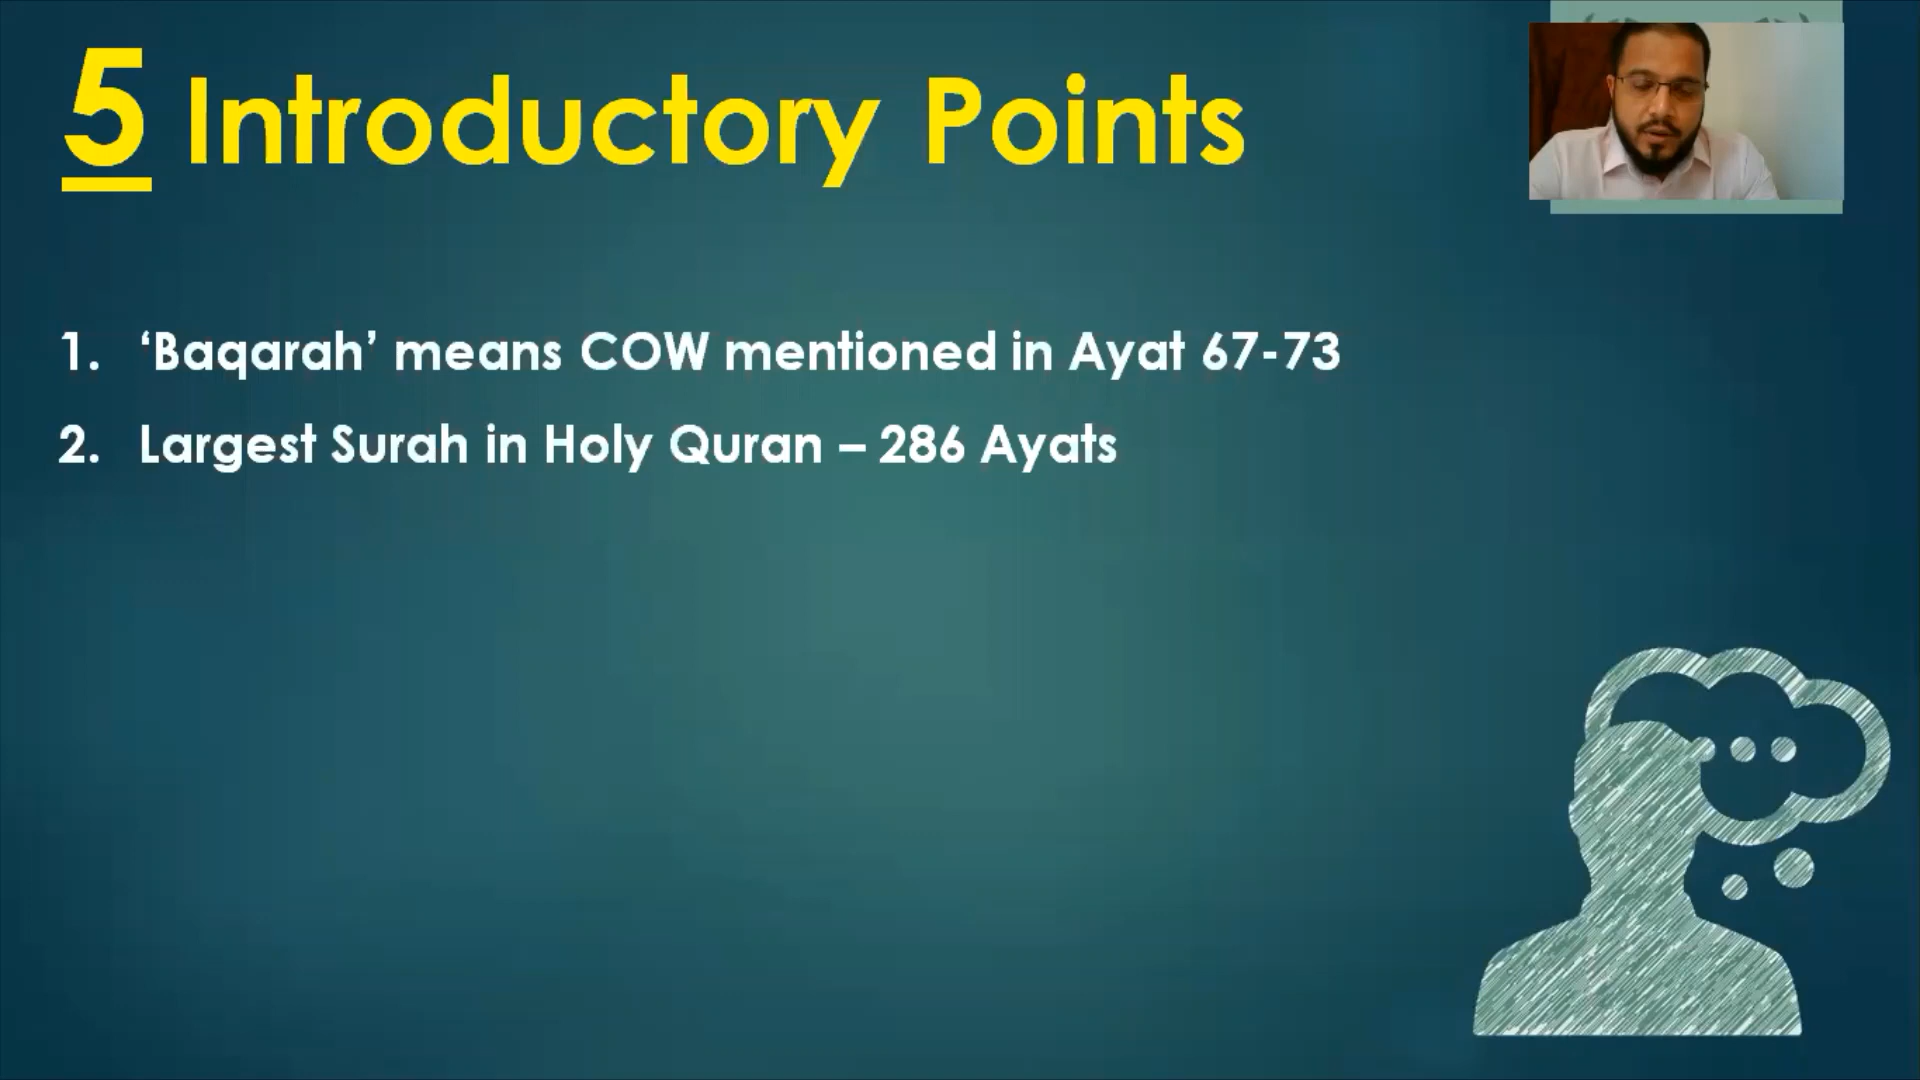 5 Introductory Points
1. ‘Baqarah’ means COW mentioned in Ayat 67-73
2. Largest Surah in Holy Quran – 286 Ayats